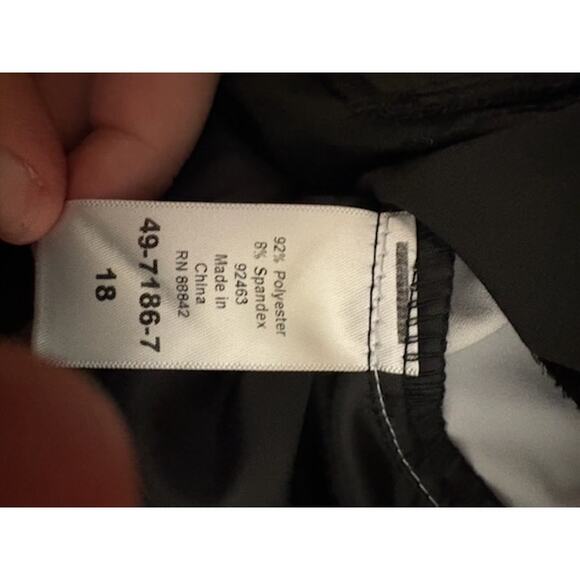 92% Polyester
8% Spandex
92463
Made in
China
RN 88842
49-7186-7
18